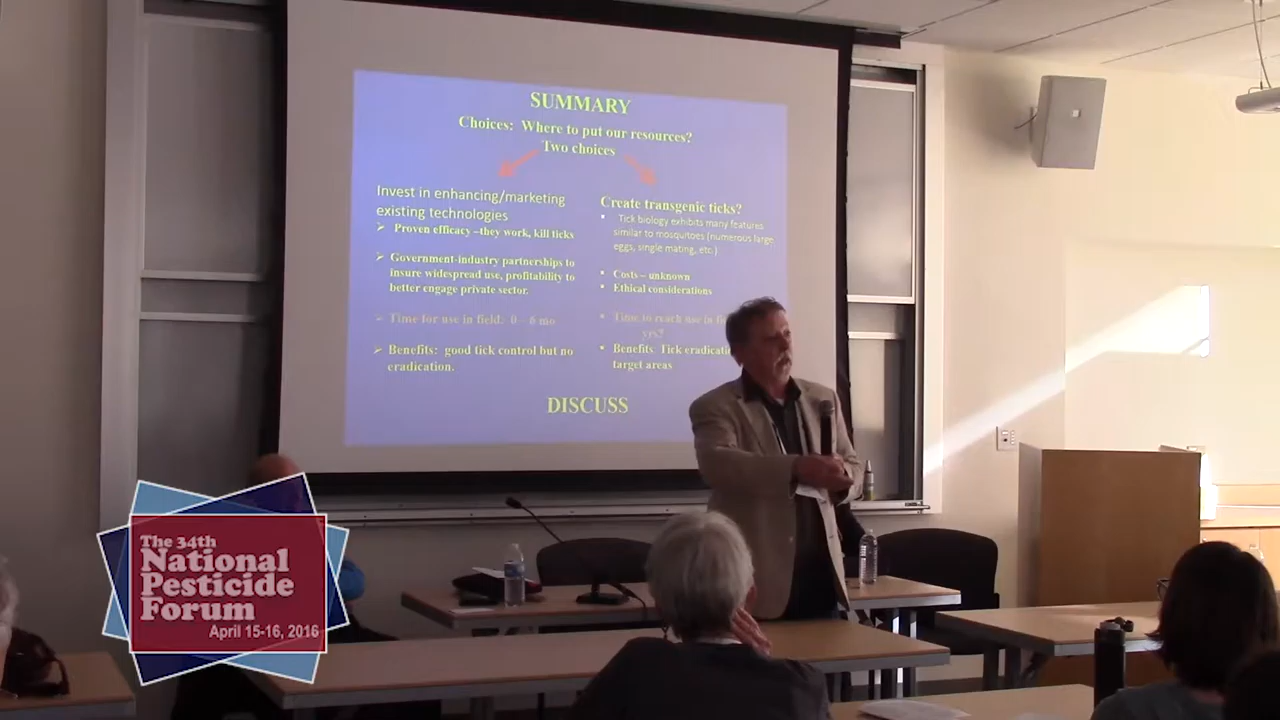 SUMMARY
Choices: Where to put our resources?
Two choices
Invest in enhancing/marketing
existing technologies
➢ Proven efficacy –they work, kill ticks
➢ Government-industry partnerships to
insure widespread use, profitability to
better engage private sector.
➢ Time for use in field: 0 – 6 mo
➢ Benefits: good tick control but no
eradication.
Create transgenic ticks?
▪ Tick biology exhibits many features
similar to mosquitoes (numerous large
eggs, single mating, etc.)
▪ Costs – unknown
▪ Ethical considerations
▪ Time to reach use in
yrs?
▪ Benefits: Tick
target areas
DISCUSS
The 34th
National
Pesticide
Forum
April 15-16, 2016